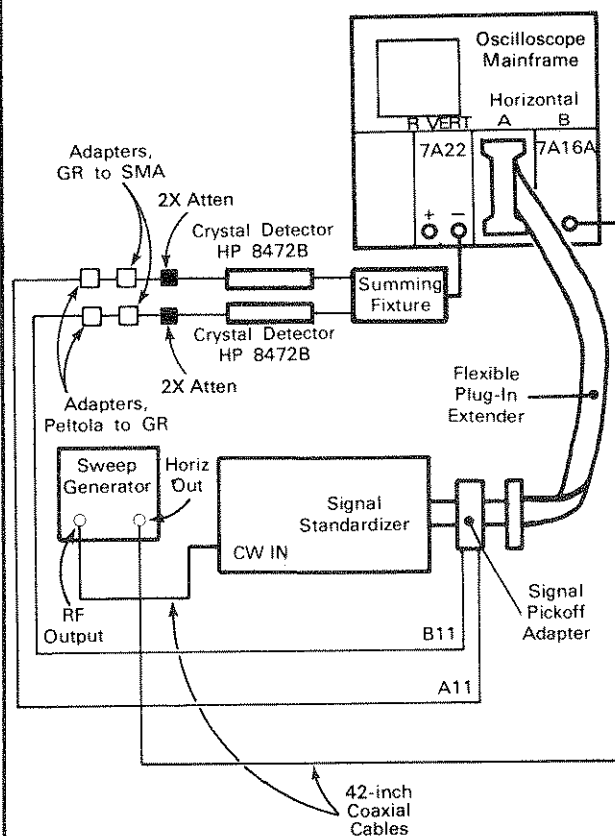 Oscilloscope
Mainframe
Horizontal
R VERT A B
7A22 7A16A
+ −
Adapters,
GR to SMA
2X Atten
Crystal Detector
HP 8472B
Summing
Fixture
Crystal Detector
HP 8472B
2X Atten
Adapters,
Peltola to GR
Flexible
Plug-In
Extender
Sweep
Generator
Horiz
Out
Signal
Standardizer
CW IN
RF
Output
Signal
Pickoff
Adapter
B11
A11
42-inch
Coaxial
Cables